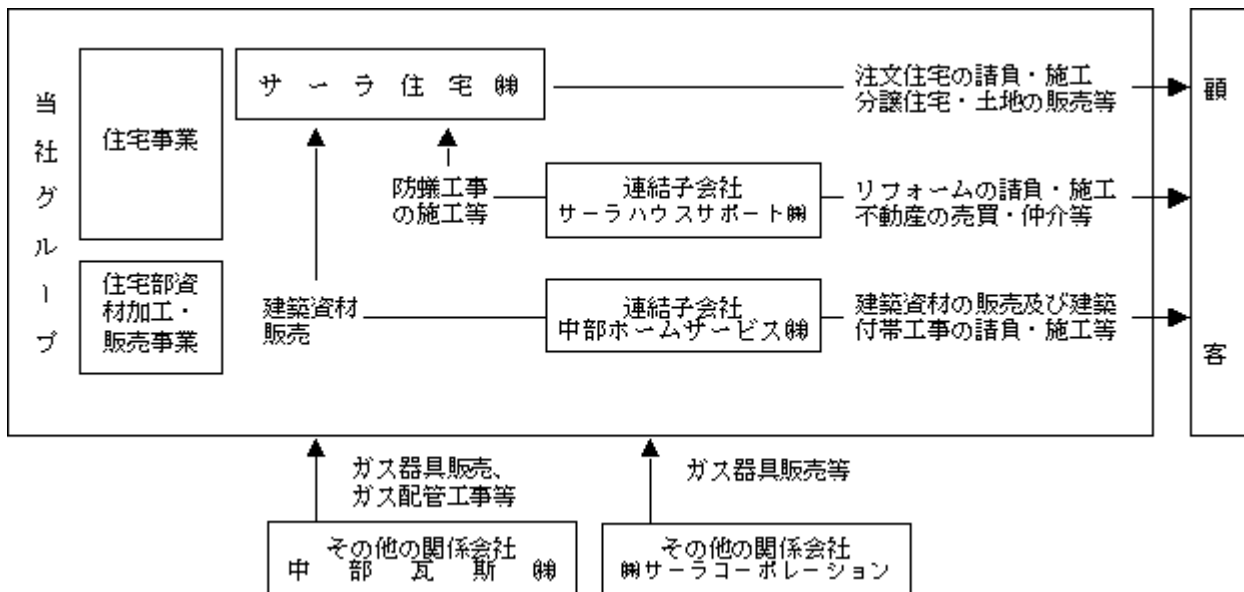 当社グループ
住宅事業
サーラ住宅㈱
注文住宅の請負・施工
分譲住宅・土地の販売等
顧客
防蟻工事
の施工等
連結子会社
サーラハウスサポート㈱
リフォームの請負・施工
不動産の売買・仲介等
住宅部資
材加工・
販売事業
建築資材
販売
連結子会社
中部ホームサービス㈱
建築資材の販売及び建築
付帯工事の請負・施工等
ガス器具販売、
ガス配管工事等
ガス器具販売等
その他の関係会社
中部瓦斯㈱
その他の関係会社
㈱サーラコーポレーション